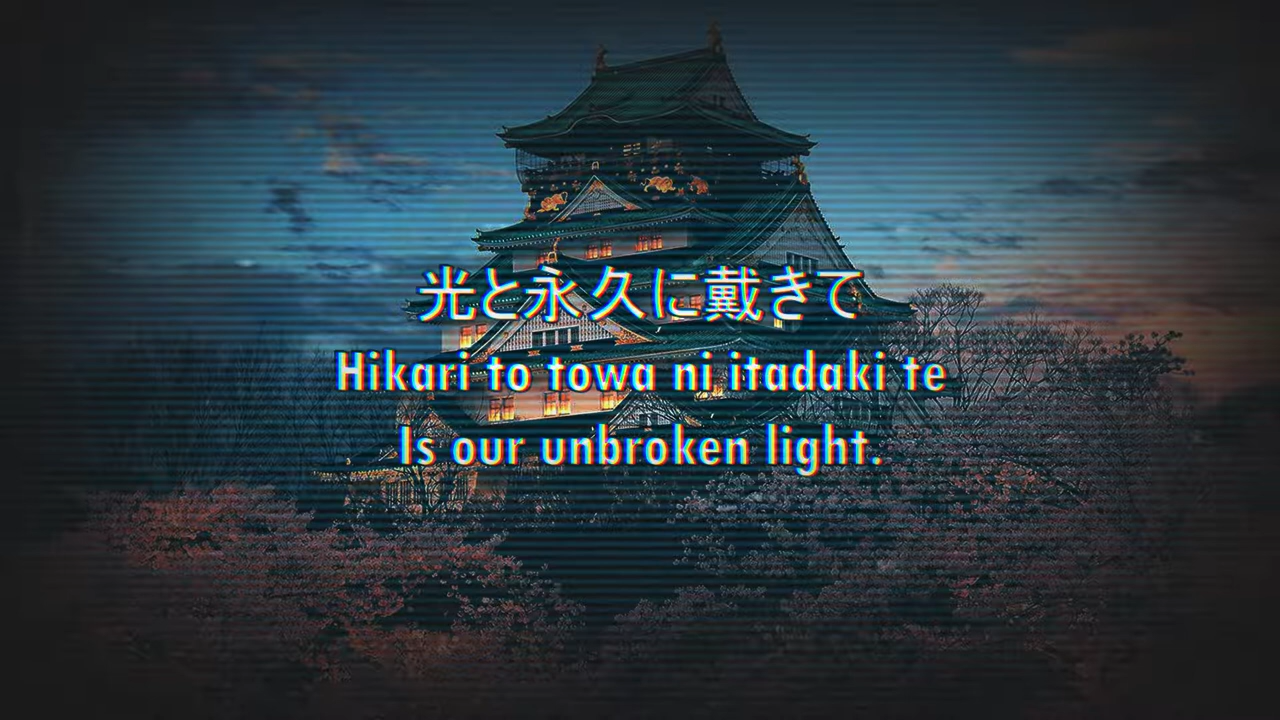 光と永久に戴きて
Hikari to towa ni itadaki te
Is our unbroken light.